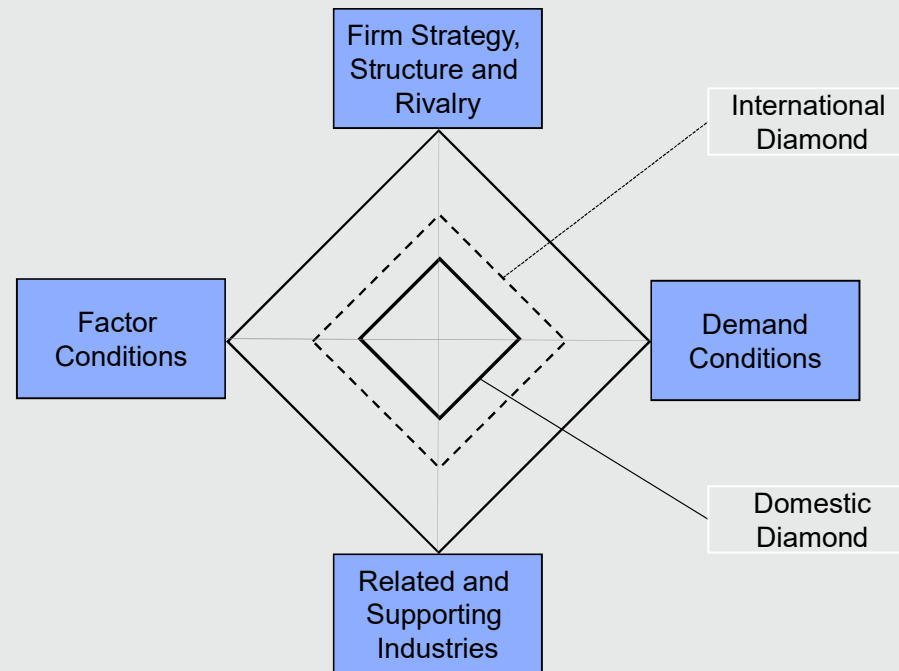 Firm Strategy,
Structure and
Rivalry
International
Diamond
Factor
Conditions
Demand
Conditions
Domestic
Diamond
Related and
Supporting
Industries